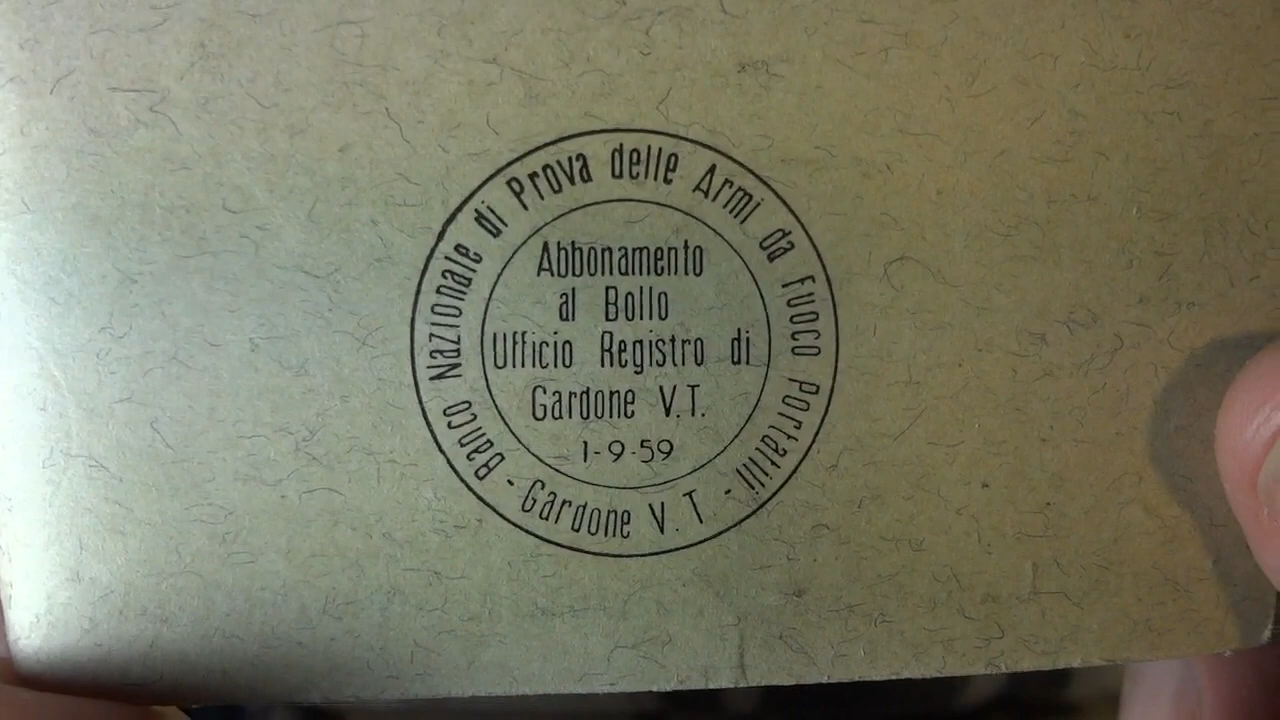 Banco Nazionale di Prova delle Armi da Fuoco Portatili
- Gardone V. T. -
Abbonamento
al Bollo
Ufficio Registro di
Gardone V.T.
1-9-59